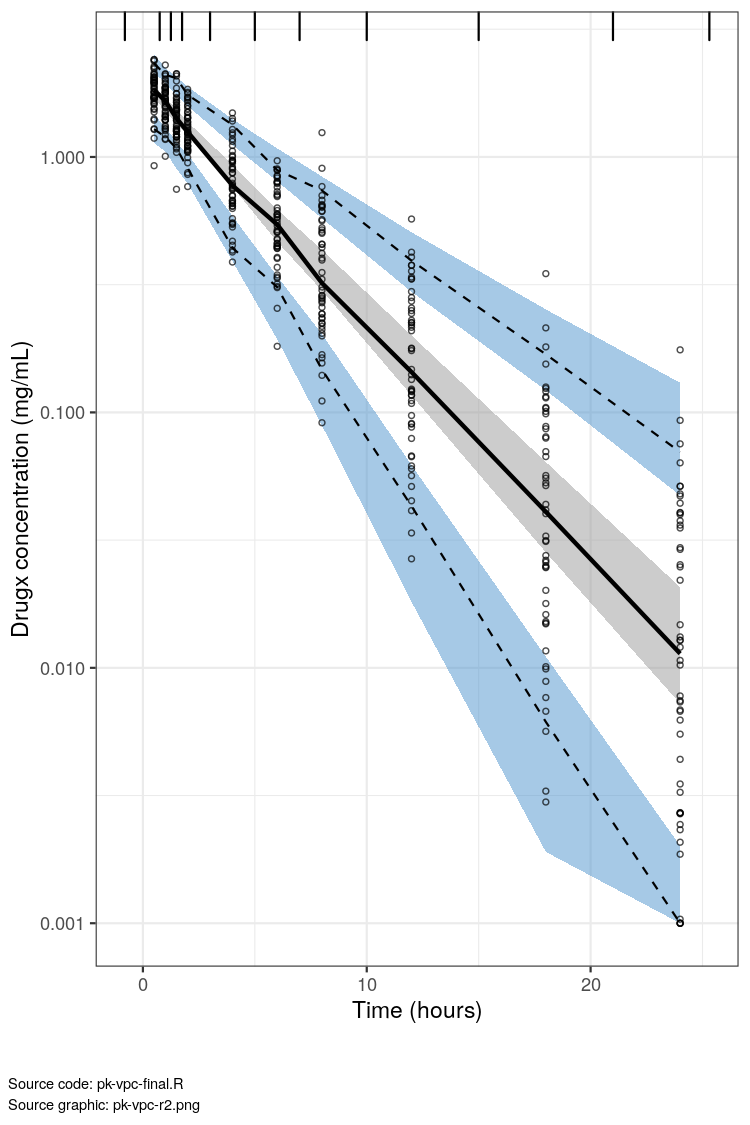 1.000
0.100
0.010
0.001
Drugx concentration (mg/mL)
0
10
20
Time (hours)
Source code: pk-vpc-final.R
Source graphic: pk-vpc-r2.png